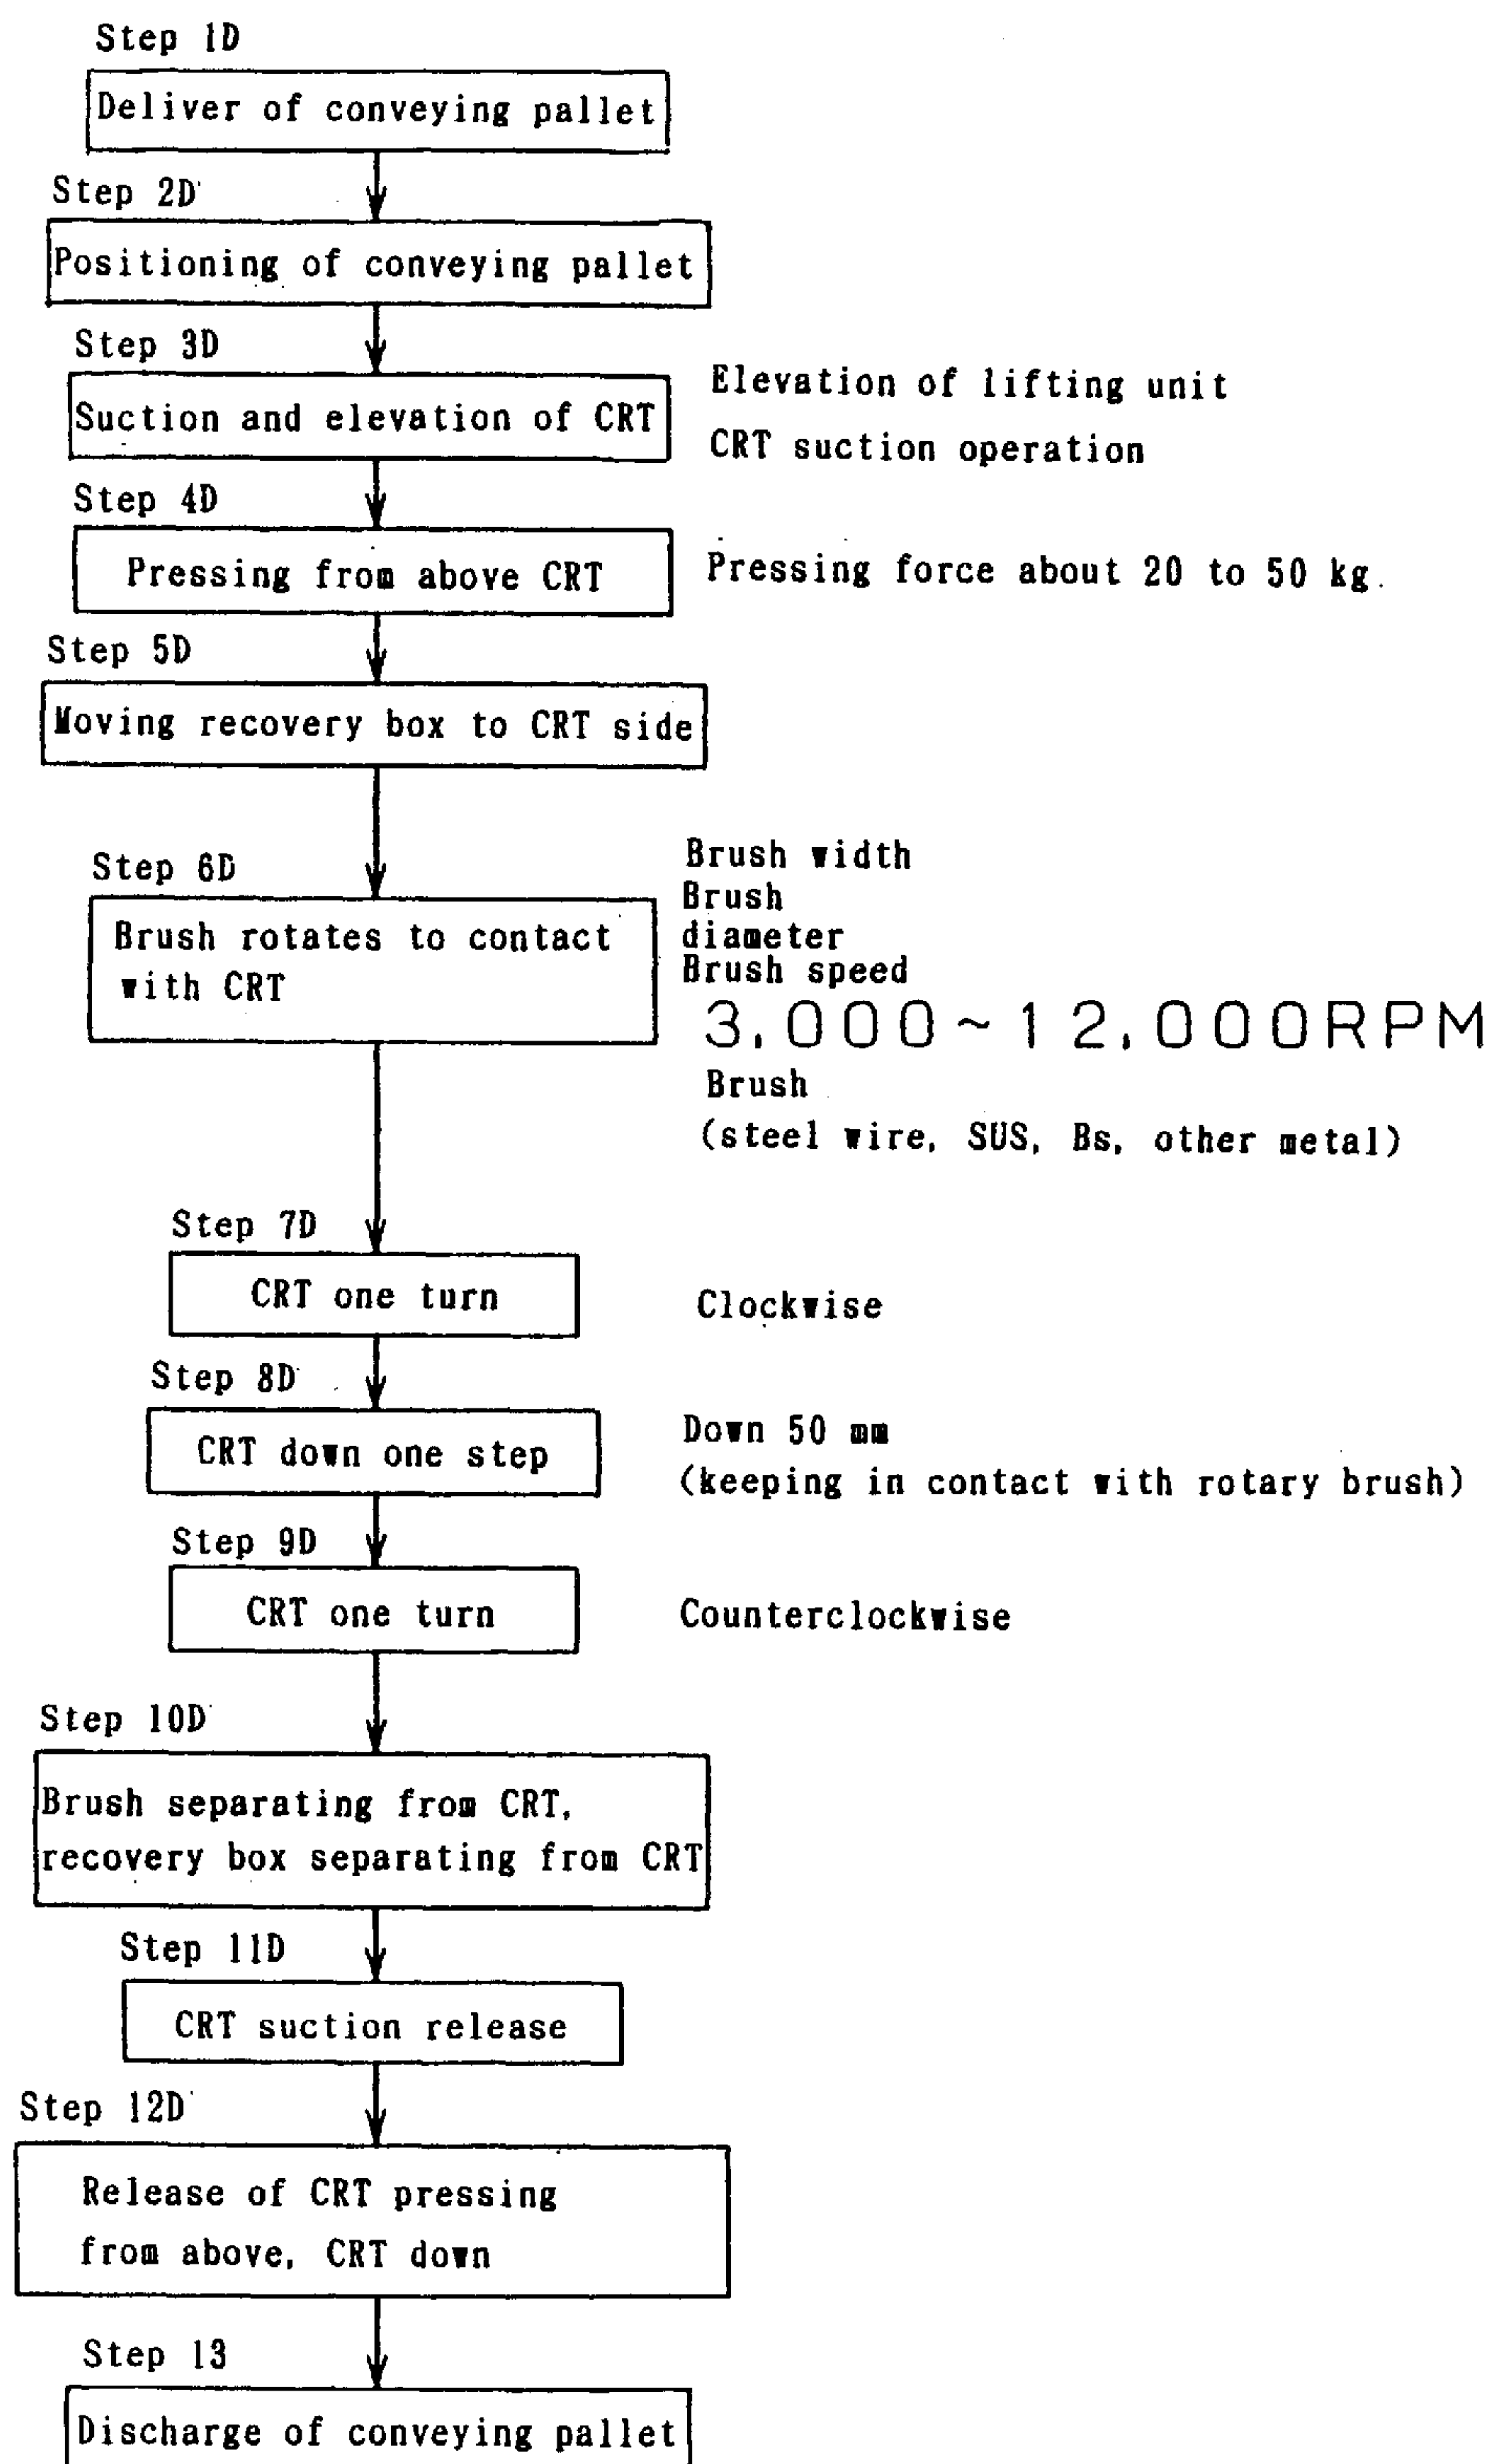 Step 1D
Deliver of conveying pallet
Step 2D
Positioning of conveying pallet
Step 3D
Suction and elevation of CRT
Elevation of lifting unit
CRT suction operation
Step 4D
Pressing from above CRT
Pressing force about 20 to 50 kg.
Step 5D
Moving recovery box to CRT side
Step 6D
Brush rotates to contact
with CRT
Brush width
Brush
diameter
Brush speed
3,000~12,000RPM
Brush
(steel wire, SUS, Bs, other metal)
Step 7D
CRT one turn
Clockwise
Step 8D
CRT down one step
Down 50 mm
(keeping in contact with rotary brush)
Step 9D
CRT one turn
Counterclockwise
Step 10D
Brush separating from CRT,
recovery box separating from CRT
Step 11D
CRT suction release
Step 12D
Release of CRT pressing
from above, CRT down
Step 13
Discharge of conveying pallet